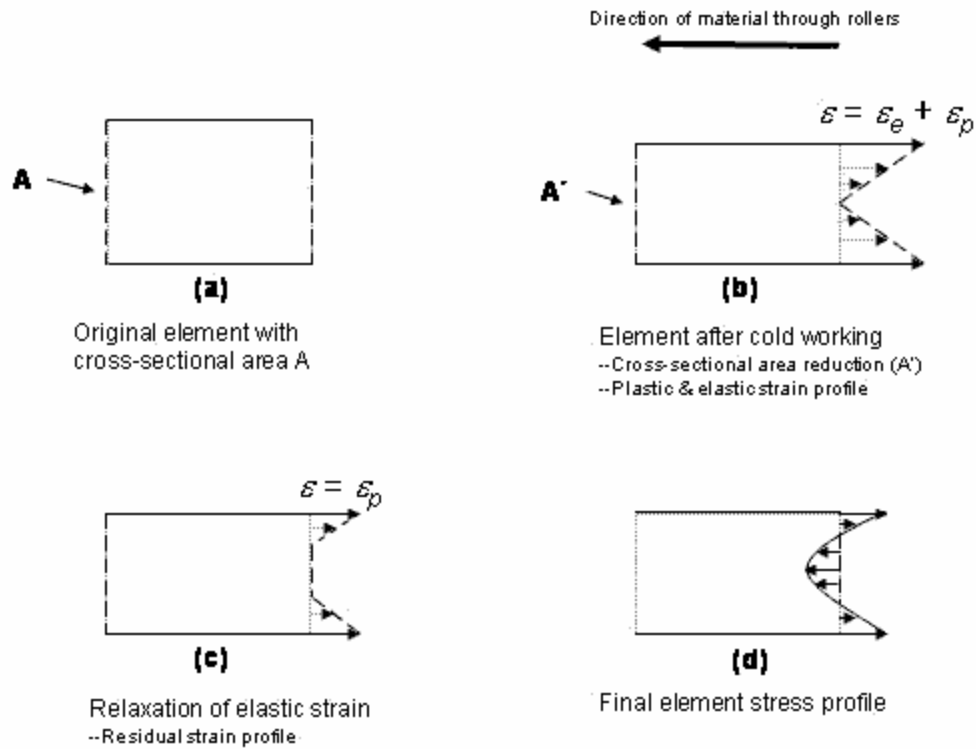 Direction of material through rollers
A
(a)
Original element with
cross-sectional area A
ε = εe + εp
A'
(b)
Element after cold working
--Cross-sectional area reduction (A')
--Plastic & elastic strain profile
ε = εp
(c)
Relaxation of elastic strain
--Residual strain profile
(d)
Final element stress profile